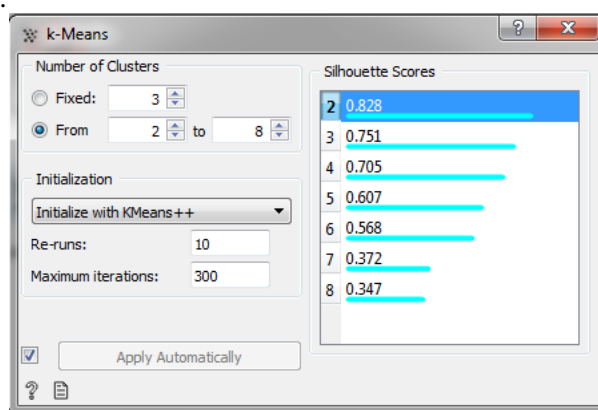 k-Means
Number of Clusters
Fixed: 3
From 2 to 8
Initialization
Initialize with KMeans++
Re-runs: 10
Maximum iterations: 300
Apply Automatically
Silhouette Scores
2 0.828
3 0.751
4 0.705
5 0.607
6 0.568
7 0.372
8 0.347